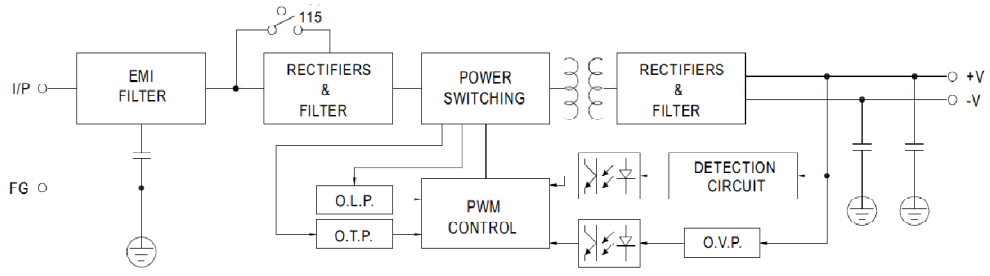 115
I/P
EMI
FILTER
RECTIFIERS
&
FILTER
POWER
SWITCHING
RECTIFIERS
&
FILTER
+V
-V
FG
O.L.P.
O.T.P.
PWM
CONTROL
DETECTION
CIRCUIT
O.V.P.